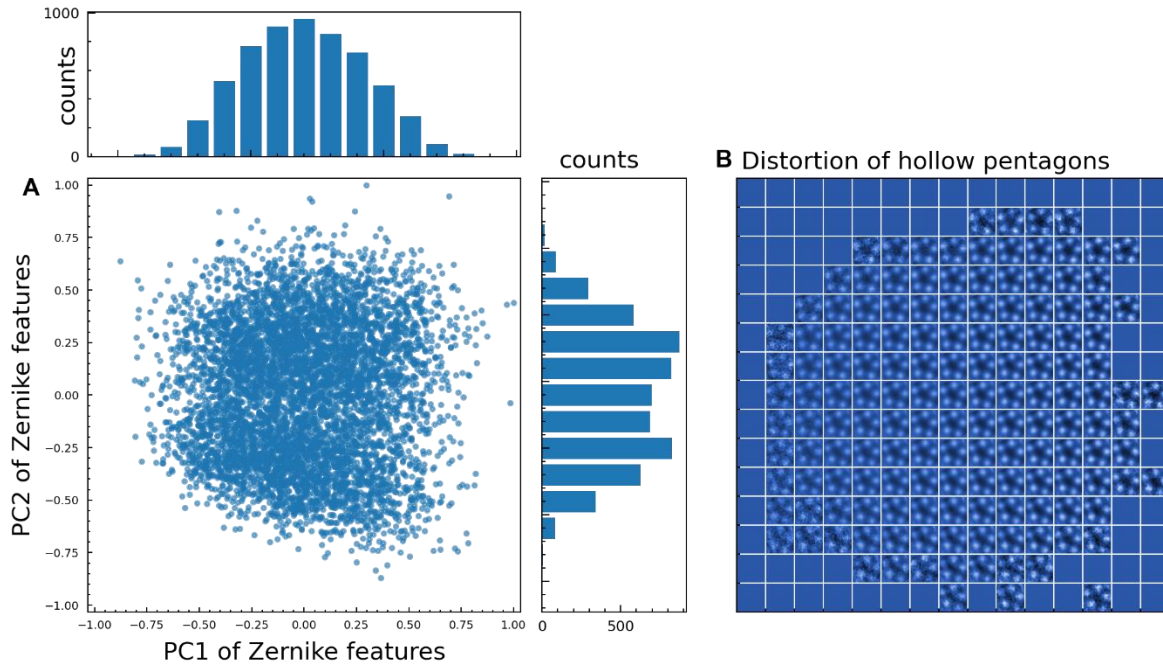 1000
counts
0
counts
B Distortion of hollow pentagons
A
1.00
0.75
0.50
0.25
0.00
−0.25
−0.50
−0.75
−1.00
PC2 of Zernike features
−1.00 −0.75 −0.50 −0.25 0.00 0.25 0.50 0.75 1.00
PC1 of Zernike features
0 500